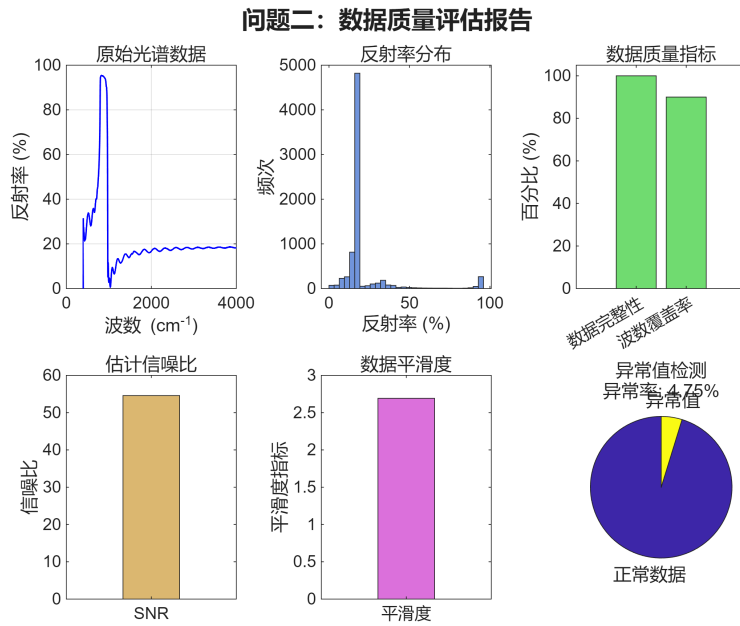 问题二：数据质量评估报告
原始光谱数据
100
80
60
40
20
0
反射率 (%)
0
2000
4000
波数 (cm⁻¹)
反射率分布
5000
4000
3000
2000
1000
0
频次
0
50
100
反射率 (%)
数据质量指标
100
80
60
40
20
0
百分比 (%)
数据完整性
波数覆盖率
估计信噪比
60
50
40
30
20
10
0
信噪比
SNR
数据平滑度
3
2.5
2
1.5
1
0.5
0
平滑度指标
平滑度
异常值检测
异常率: 4.75%
异常值
正常数据